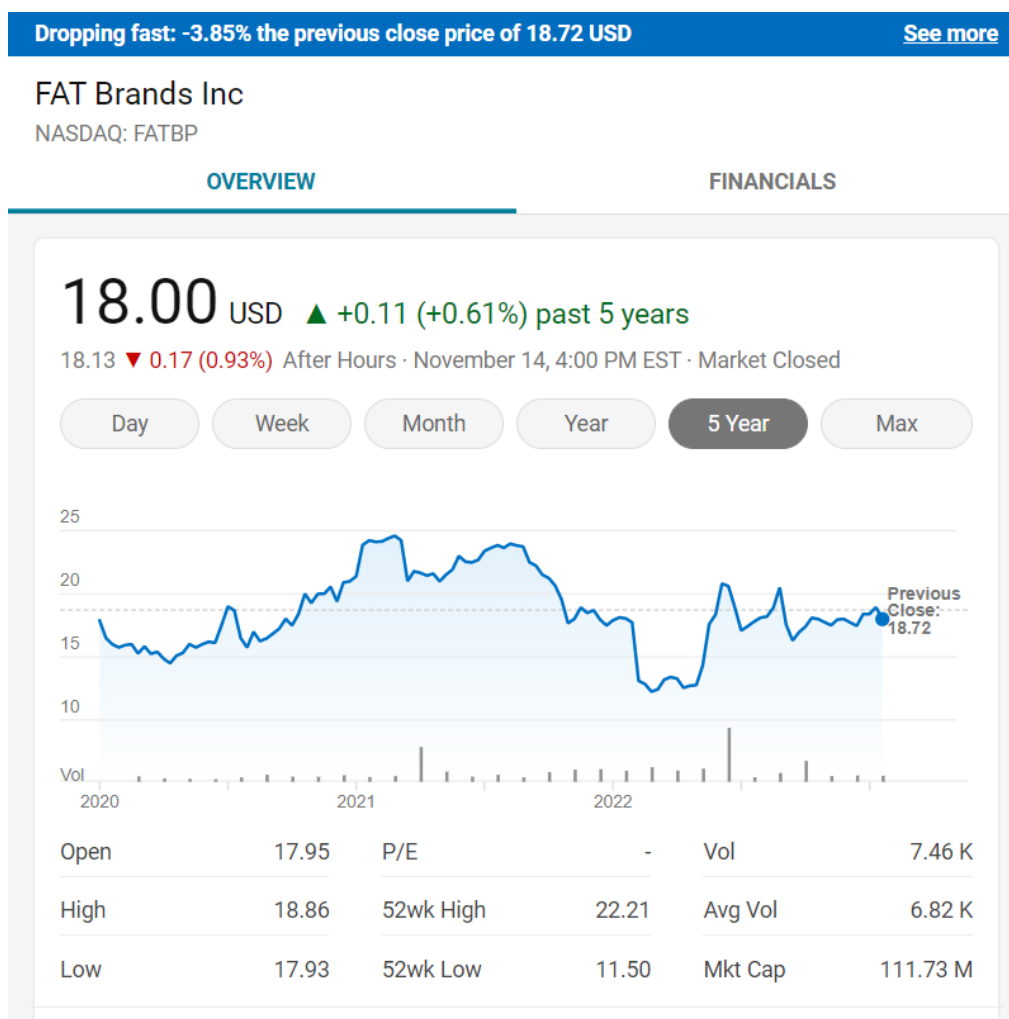 Dropping fast: -3.85% the previous close price of 18.72 USD See more
FAT Brands Inc
NASDAQ: FATBP
OVERVIEW FINANCIALS
18.00 USD ▲ +0.11 (+0.61%) past 5 years
18.13 ▼ 0.17 (0.93%) After Hours · November 14, 4:00 PM EST · Market Closed
Day Week Month Year 5 Year Max
25
20
Previous
Close:
18.72
15
10
Vol
2020 2021 2022
Open 17.95 P/E - Vol 7.46 K
High 18.86 52wk High 22.21 Avg Vol 6.82 K
Low 17.93 52wk Low 11.50 Mkt Cap 111.73 M